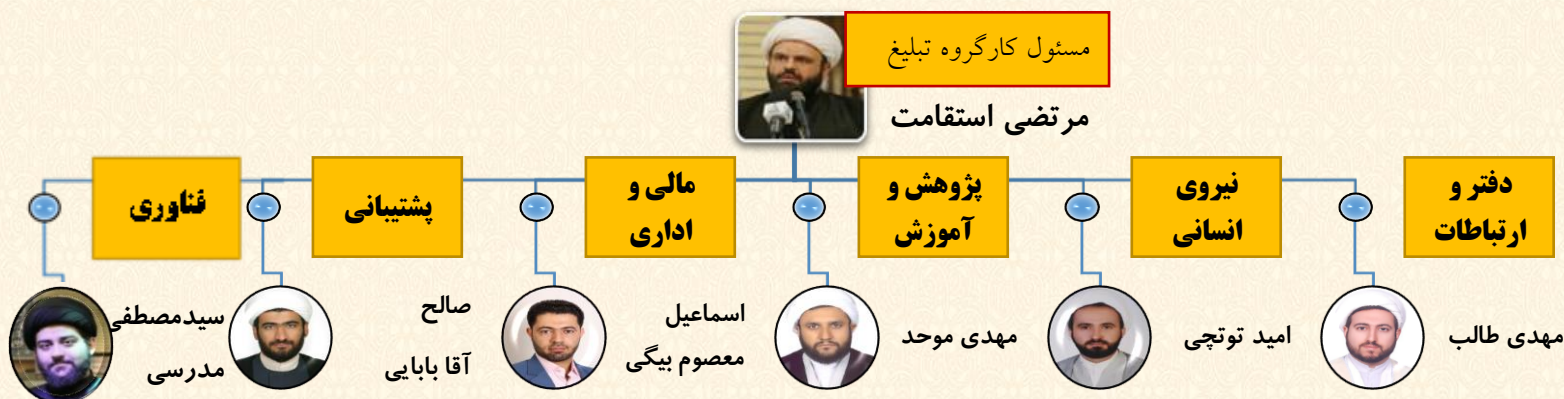 مسئول کارگروه تبلیغ
مرتضی استقامت
دفتر و
ارتباطات
مهدی طالب
نیروی
انسانی
امید توتچی
پژوهش و
آموزش
مهدی موحد
مالی و
اداری
اسماعیل
معصوم بیگی
پشتیبانی
صالح
آقا بابایی
فناوری
سیدمصطفی
مدرسی